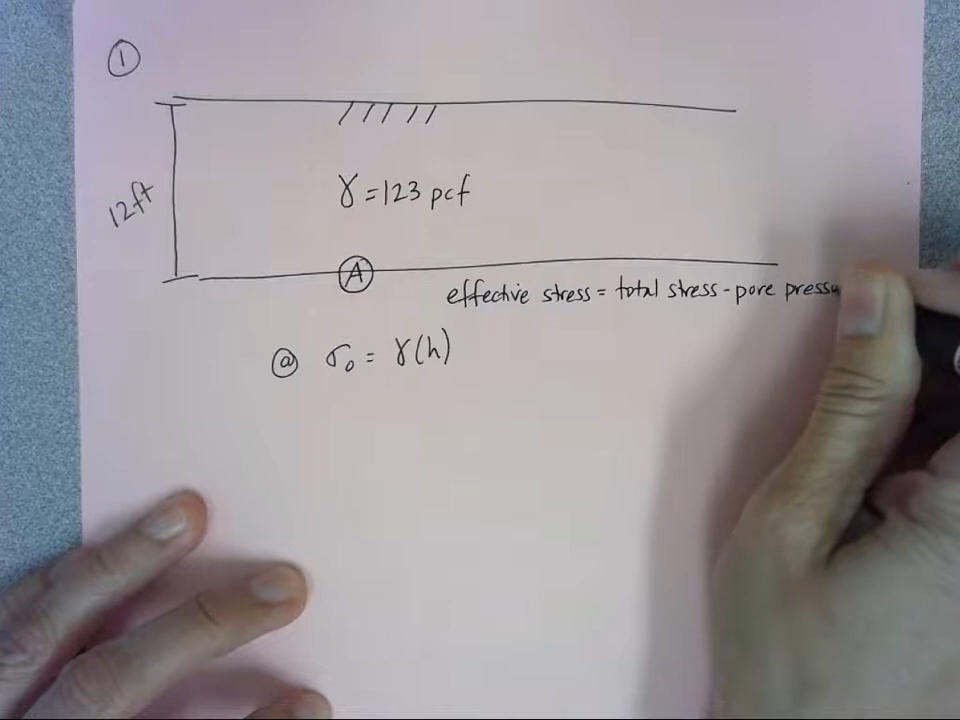 ①
12ft
γ = 123 pcf
Ⓐ
effective stress = total stress - pore
@ σ₀ = γ(h)